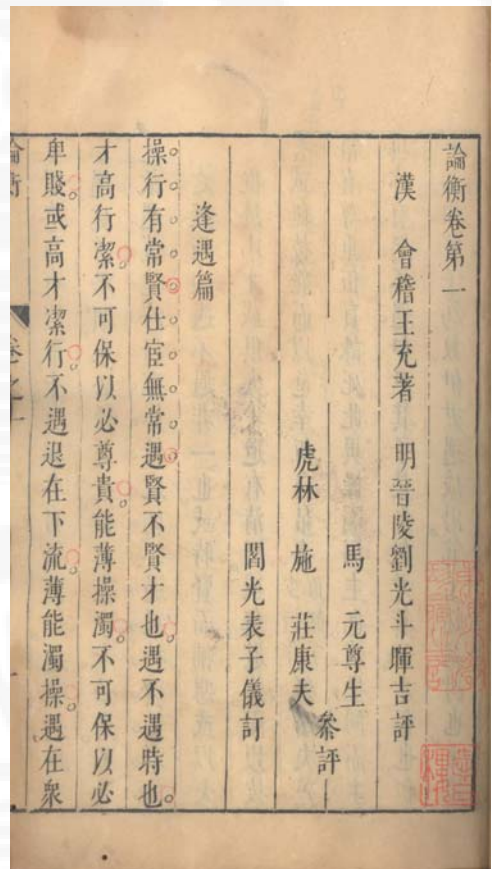 論衡卷第一
漢 會稽王充著 明晉陵劉光斗暉吉評
馬 元尊生
虎林 施 莊康夫 參評
閻光表子儀訂
逢遇篇
操行有常賢仕宦無常遇賢不賢才也遇不遇時也
才高行潔不可保以必尊貴能薄操濁不可保以必
卑賤或高才潔行不遇退在下流薄能濁操遇在衆
論衡 卷之一 一